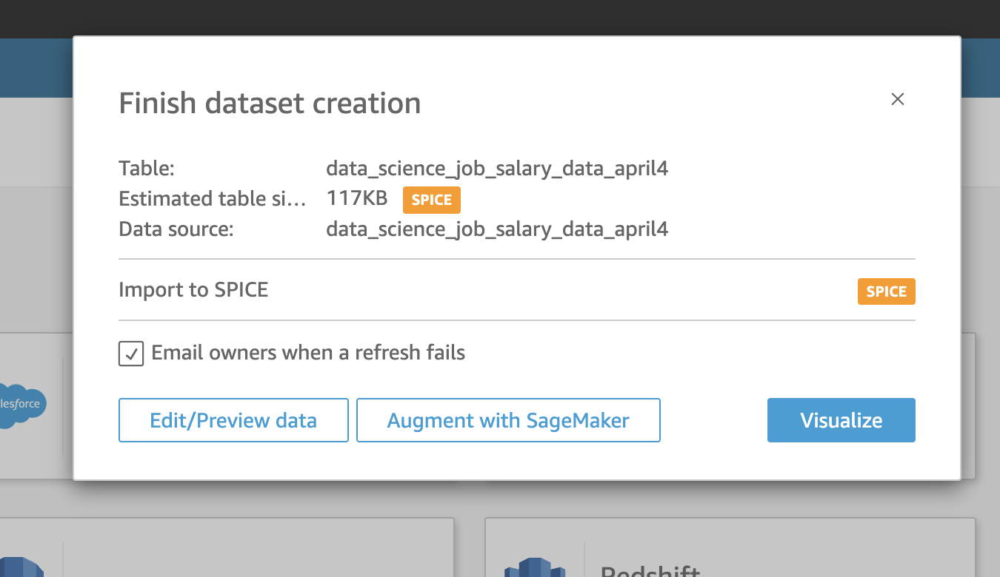 Finish dataset creation
Table: data_science_job_salary_data_april4
Estimated table si... 117KB SPICE
Data source: data_science_job_salary_data_april4
Import to SPICE SPICE
Email owners when a refresh fails
lesforce
Edit/Preview data Augment with SageMaker Visualize
Redshift